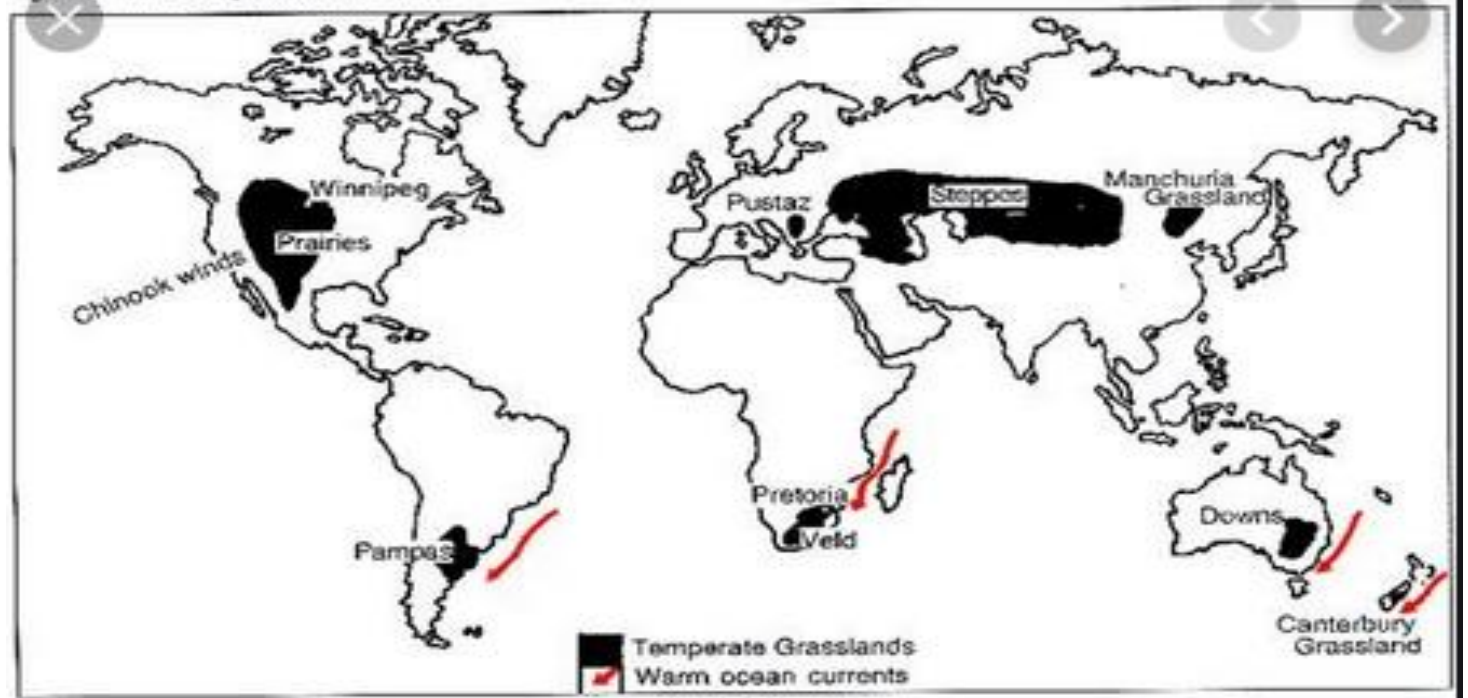 Winnipeg
Prairies
Chinook winds
Pustaz
Steppes
Manchuria
Grassland
Pampas
Pretoria
Veld
Downs
Canterbury
Grassland
Temperate Grasslands
Warm ocean currents